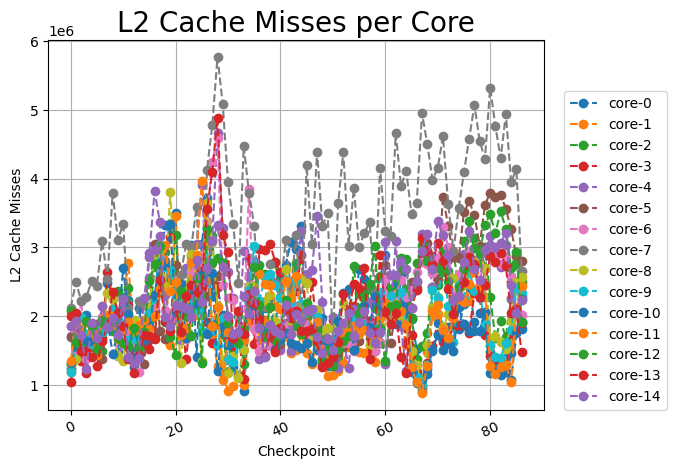 L2 Cache Misses per Core
1e6
6
5
4
3
2
1
L2 Cache Misses
0
20
40
60
80
Checkpoint
core-0
core-1
core-2
core-3
core-4
core-5
core-6
core-7
core-8
core-9
core-10
core-11
core-12
core-13
core-14